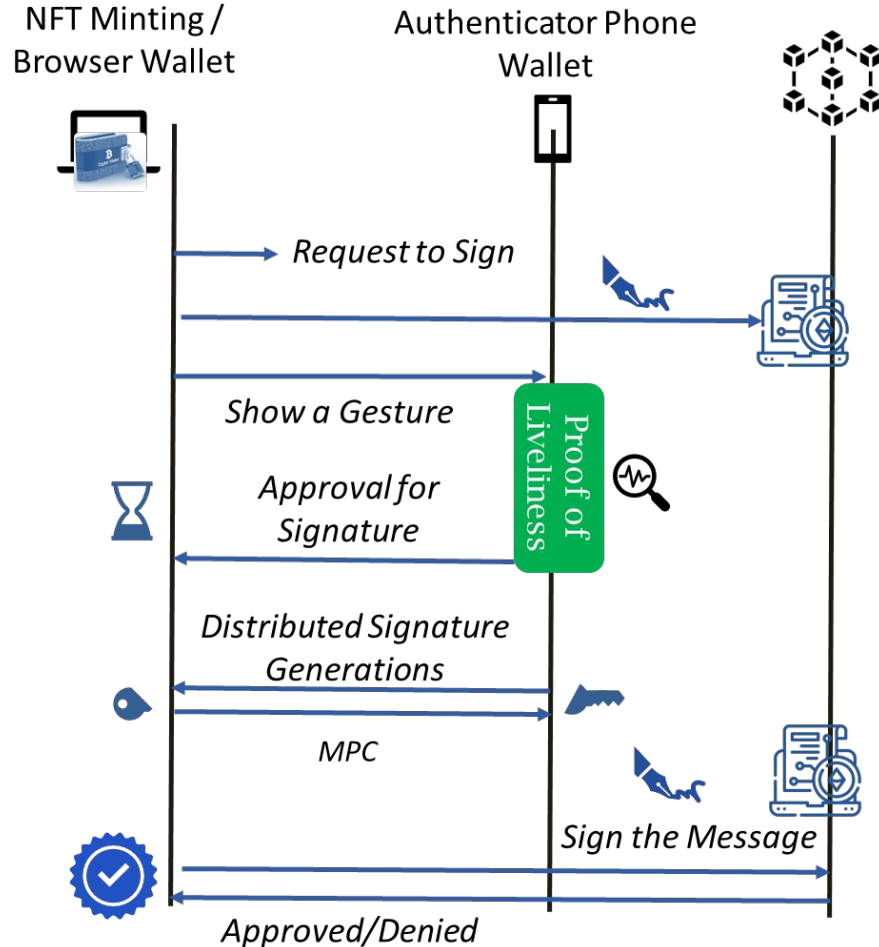 NFT Minting /
Browser Wallet
Authenticator Phone
Wallet
Request to Sign
Show a Gesture
Proof of
Liveliness
Approval for
Signature
Distributed Signature
Generations
MPC
Sign the Message
Approved/Denied